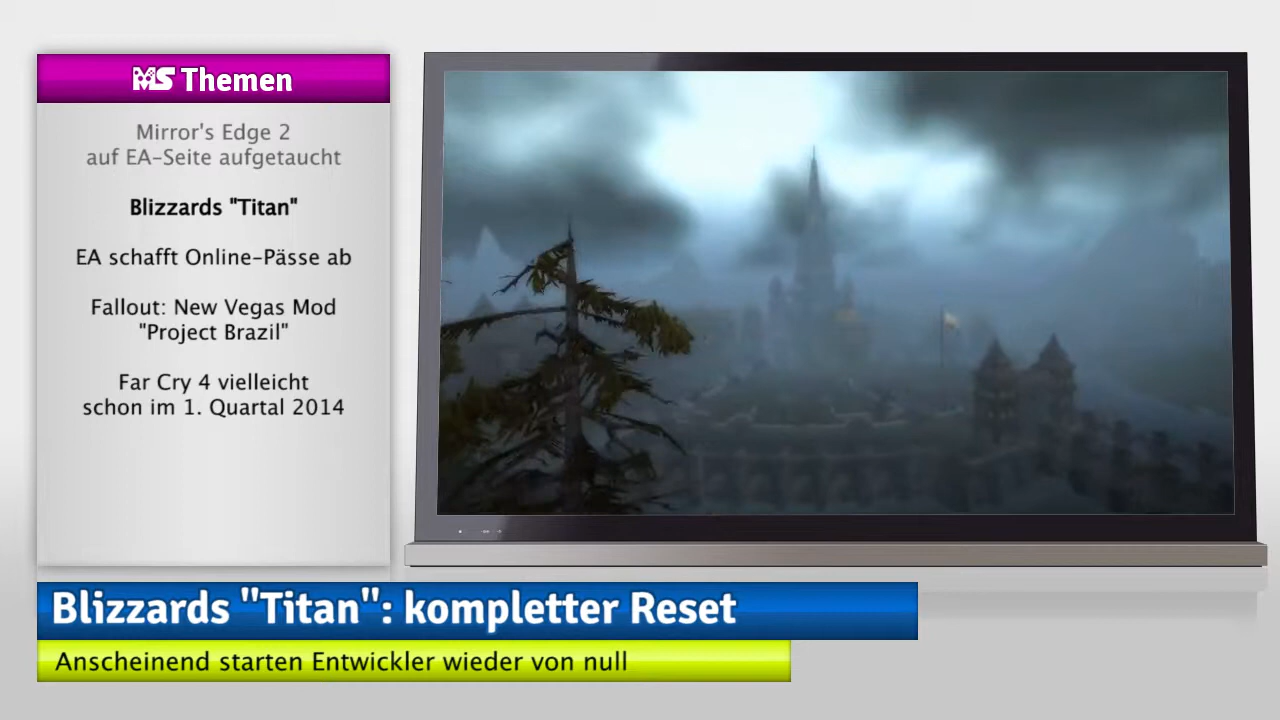 MS Themen
Mirror's Edge 2
auf EA-Seite aufgetaucht
Blizzards "Titan"
EA schafft Online-Pässe ab
Fallout: New Vegas Mod
"Project Brazil"
Far Cry 4 vielleicht
schon im 1. Quartal 2014
Blizzards "Titan": kompletter Reset
Anscheinend starten Entwickler wieder von null